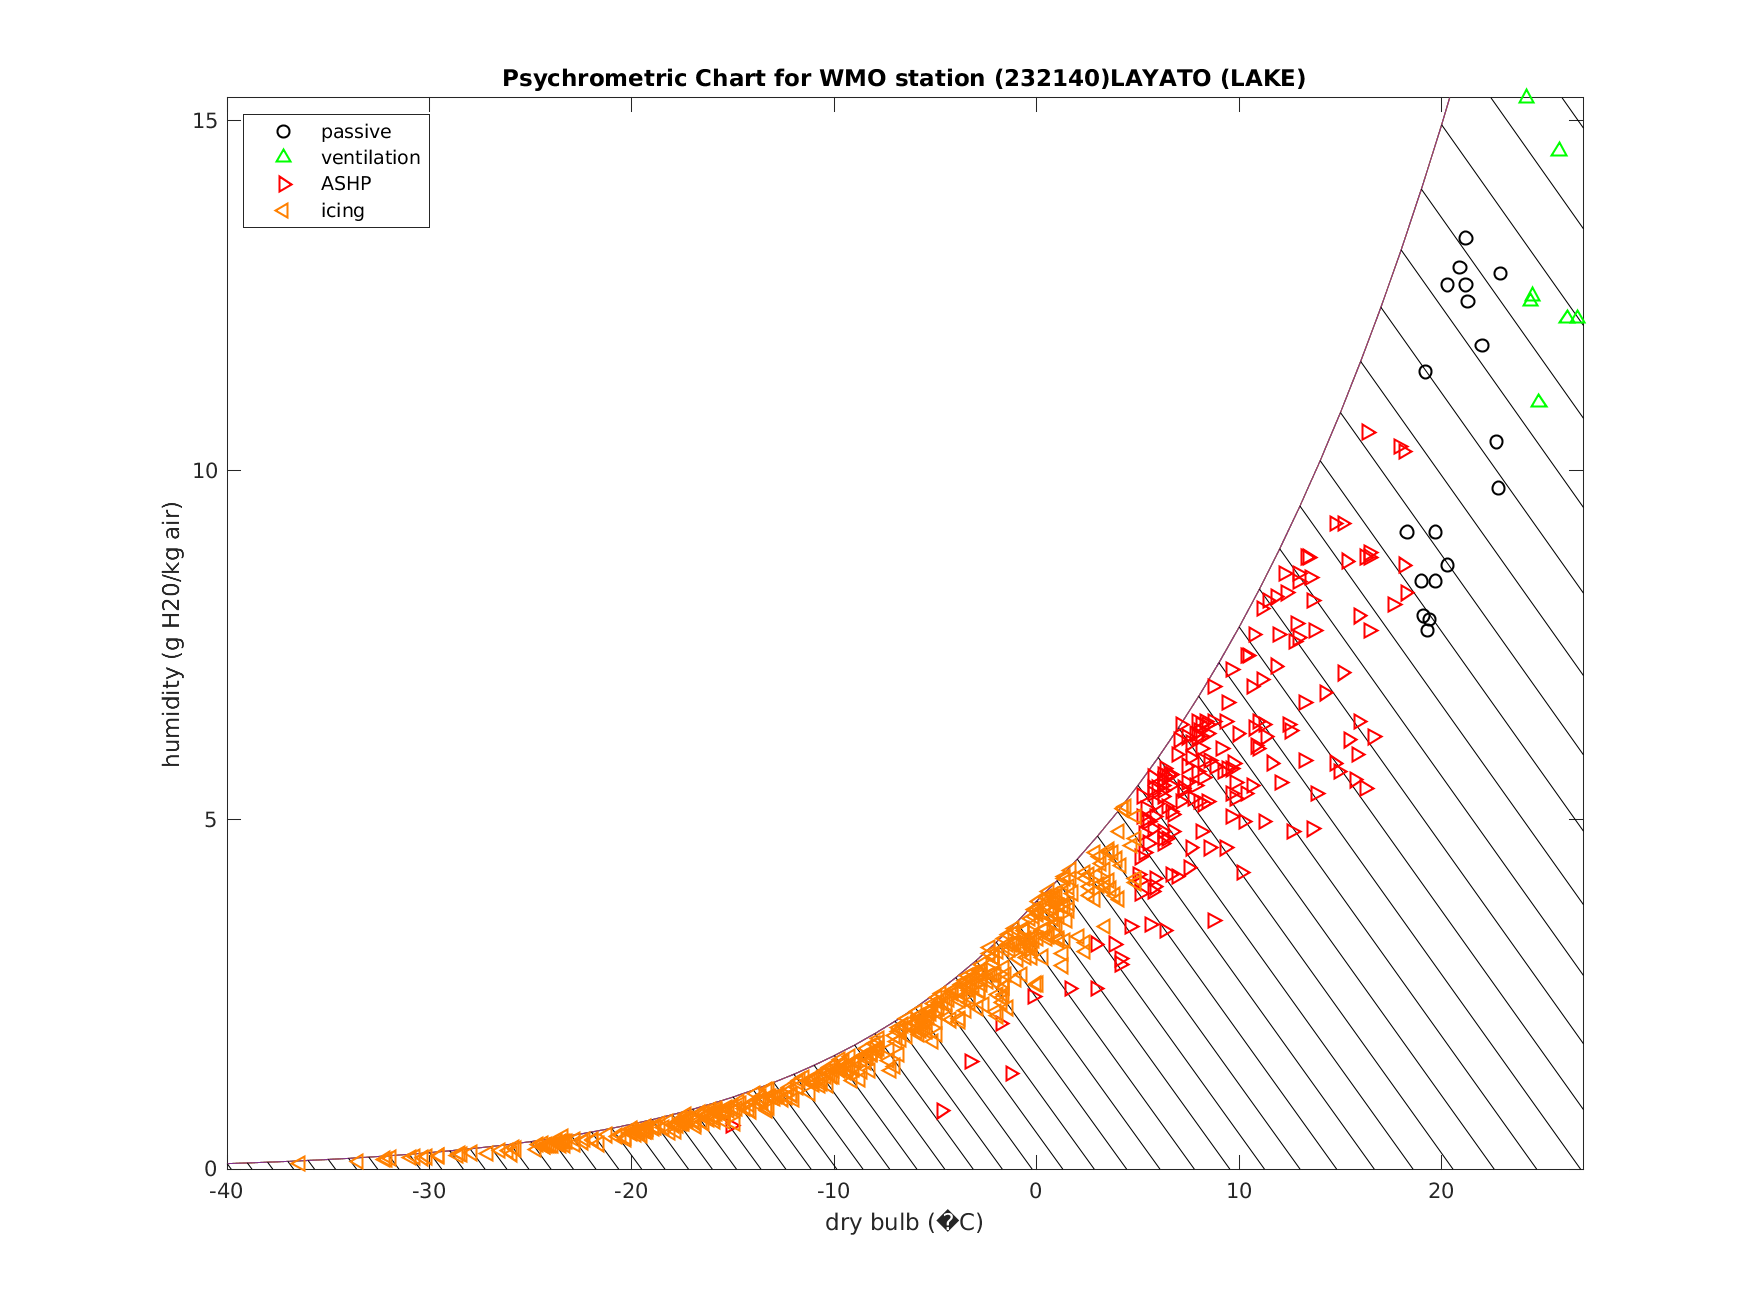 Psychrometric Chart for WMO station (232140)LAYATO (LAKE)
passive
ventilation
ASHP
icing
15
10
5
0
humidity (g H20/kg air)
-40 -30 -20 -10 0 10 20
dry bulb (�C)